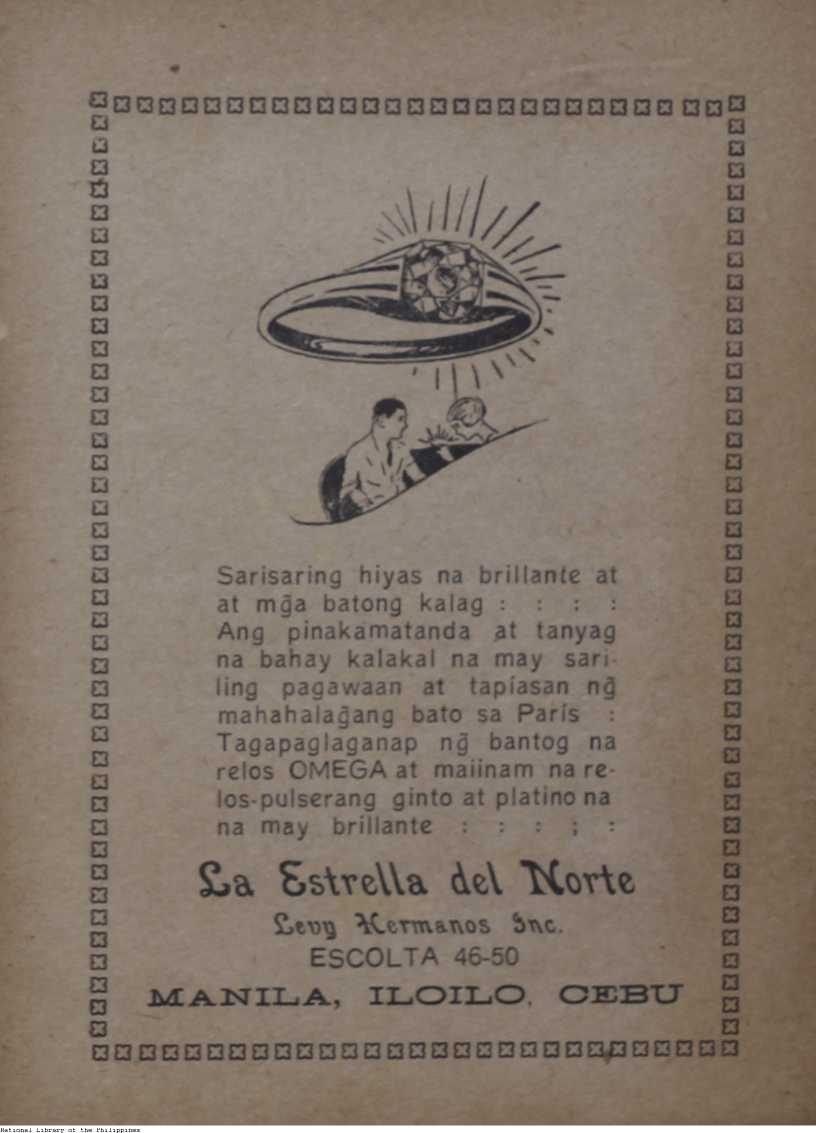 Sarisaring hiyas na brillante at
at mg̃a batong kalag : : ; :
Ang pinakamatanda at tanyag
na bahay kalakal na may sari-
ling pagawaan at tapiasan ng̃
mahahalag̃ang bato sa París :
Tagapaglaganap ng̃ bantog na
relos OMEGA at maiinam na re-
los-pulserang ginto at platino na
na may brillante : : : ; :
La Estrella del Norte
Levy Hermanos Inc.
ESCOLTA 46-50
MANILA, ILOILO, CEBU
National Library of the Philippines